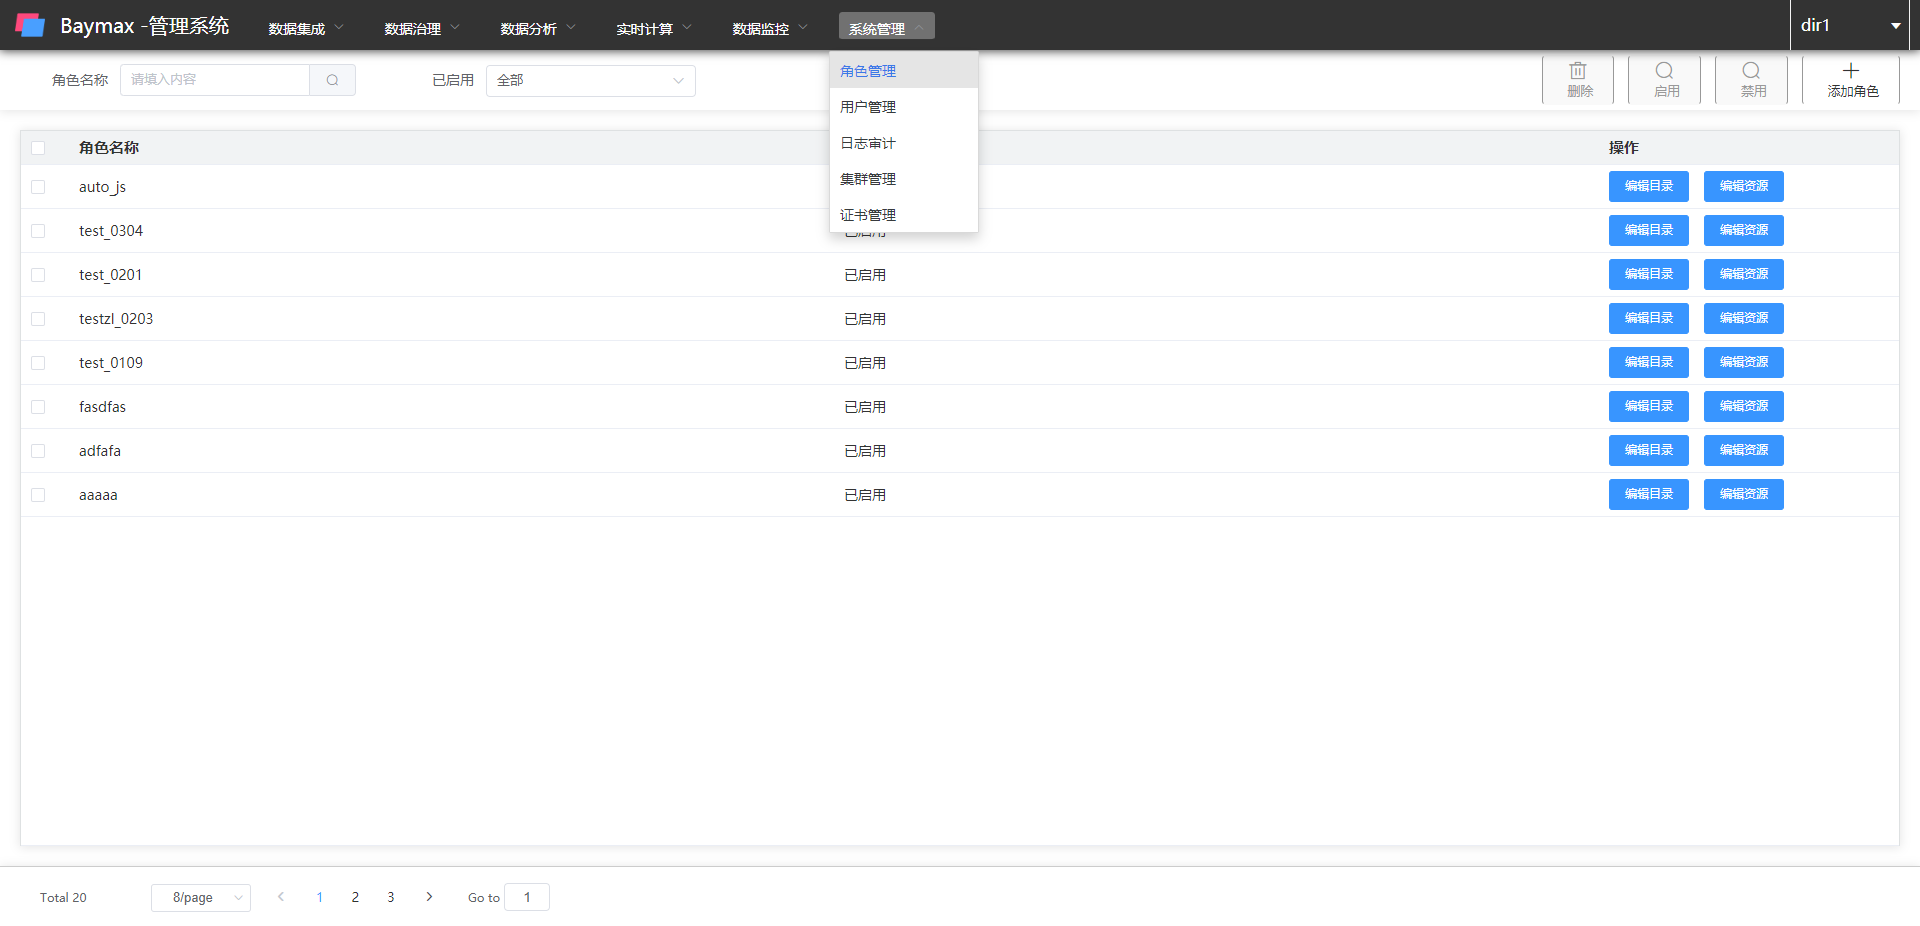 Baymax -管理系统 数据集成 数据治理 数据分析 实时计算 数据监控 系统管理 dir1
角色名称 请填入内容 已启用 全部 删除 启用 禁用 添加角色
角色管理
用户管理
日志审计
集群管理
证书管理
角色名称 操作
auto_js 编辑目录 编辑资源
test_0304 已启用 编辑目录 编辑资源
test_0201 已启用 编辑目录 编辑资源
testzl_0203 已启用 编辑目录 编辑资源
test_0109 已启用 编辑目录 编辑资源
fasdfas 已启用 编辑目录 编辑资源
adfafa 已启用 编辑目录 编辑资源
aaaaa 已启用 编辑目录 编辑资源
Total 20 8/page 1 2 3 Go to 1